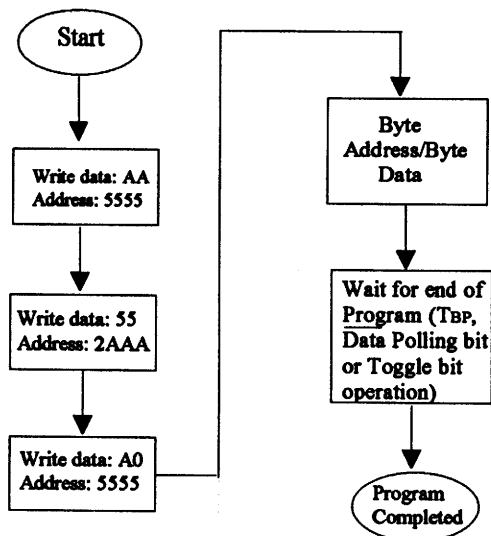 Start
Write data: AA
Address: 5555
Write data: 55
Address: 2AAA
Write data: A0
Address: 5555
Byte
Address/Byte
Data
Wait for end of
Program (TBP,
Data Polling bit
or Toggle bit
operation)
Program
Completed